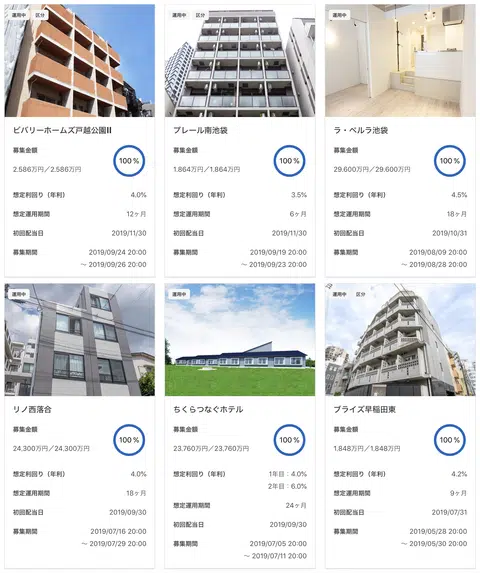 運用中 区分
ビバリーホームズ戸越公園Ⅱ
募集金額
100 %
2.586万円／2.586万円
想定利回り（年利） 4.0%
想定運用期間 12ヶ月
初回配当日 2019/11/30
募集期間 2019/09/24 20:00
～ 2019/09/26 20:00
運用中 区分
プレール南池袋
募集金額
100 %
1.864万円／1.864万円
想定利回り（年利） 3.5%
想定運用期間 6ヶ月
初回配当日 2019/11/30
募集期間 2019/09/19 20:00
～ 2019/09/23 20:00
運用中
ラ・ペルラ池袋
募集金額
100 %
29.600万円／29.600万円
想定利回り（年利） 4.5%
想定運用期間 18ヶ月
初回配当日 2019/10/31
募集期間 2019/08/09 20:00
～ 2019/08/28 20:00
運用中
リノ西落合
募集金額
100 %
24,300万円／24,300万円
想定利回り（年利） 4.0%
想定運用期間 18ヶ月
初回配当日 2019/09/30
募集期間 2019/07/16 20:00
～ 2019/07/29 20:00
運用中
ちくらつなぐホテル
募集金額
100 %
23,760万円／23,760万円
想定利回り（年利） 1年目：4.0%
2年目：6.0%
想定運用期間 24ヶ月
初回配当日 2019/09/30
募集期間 2019/07/05 20:00
～ 2019/07/11 20:00
運用中 区分
ブライズ早稲田東
募集金額
100 %
1,848万円／1,848万円
想定利回り（年利） 4.2%
想定運用期間 9ヶ月
初回配当日 2019/07/31
募集期間 2019/05/28 20:00
～ 2019/05/30 20:00